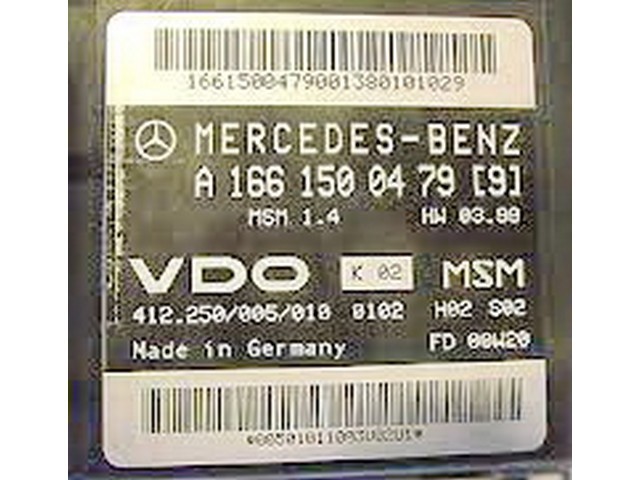 1661500479001380101029
MERCEDES-BENZ
A 166 150 04 79 [9]
MSM 1.4 HW 03.99
VDO K 02 MSM
412.250/005/010 0102 H02 S02
Made in Germany FD 00W20